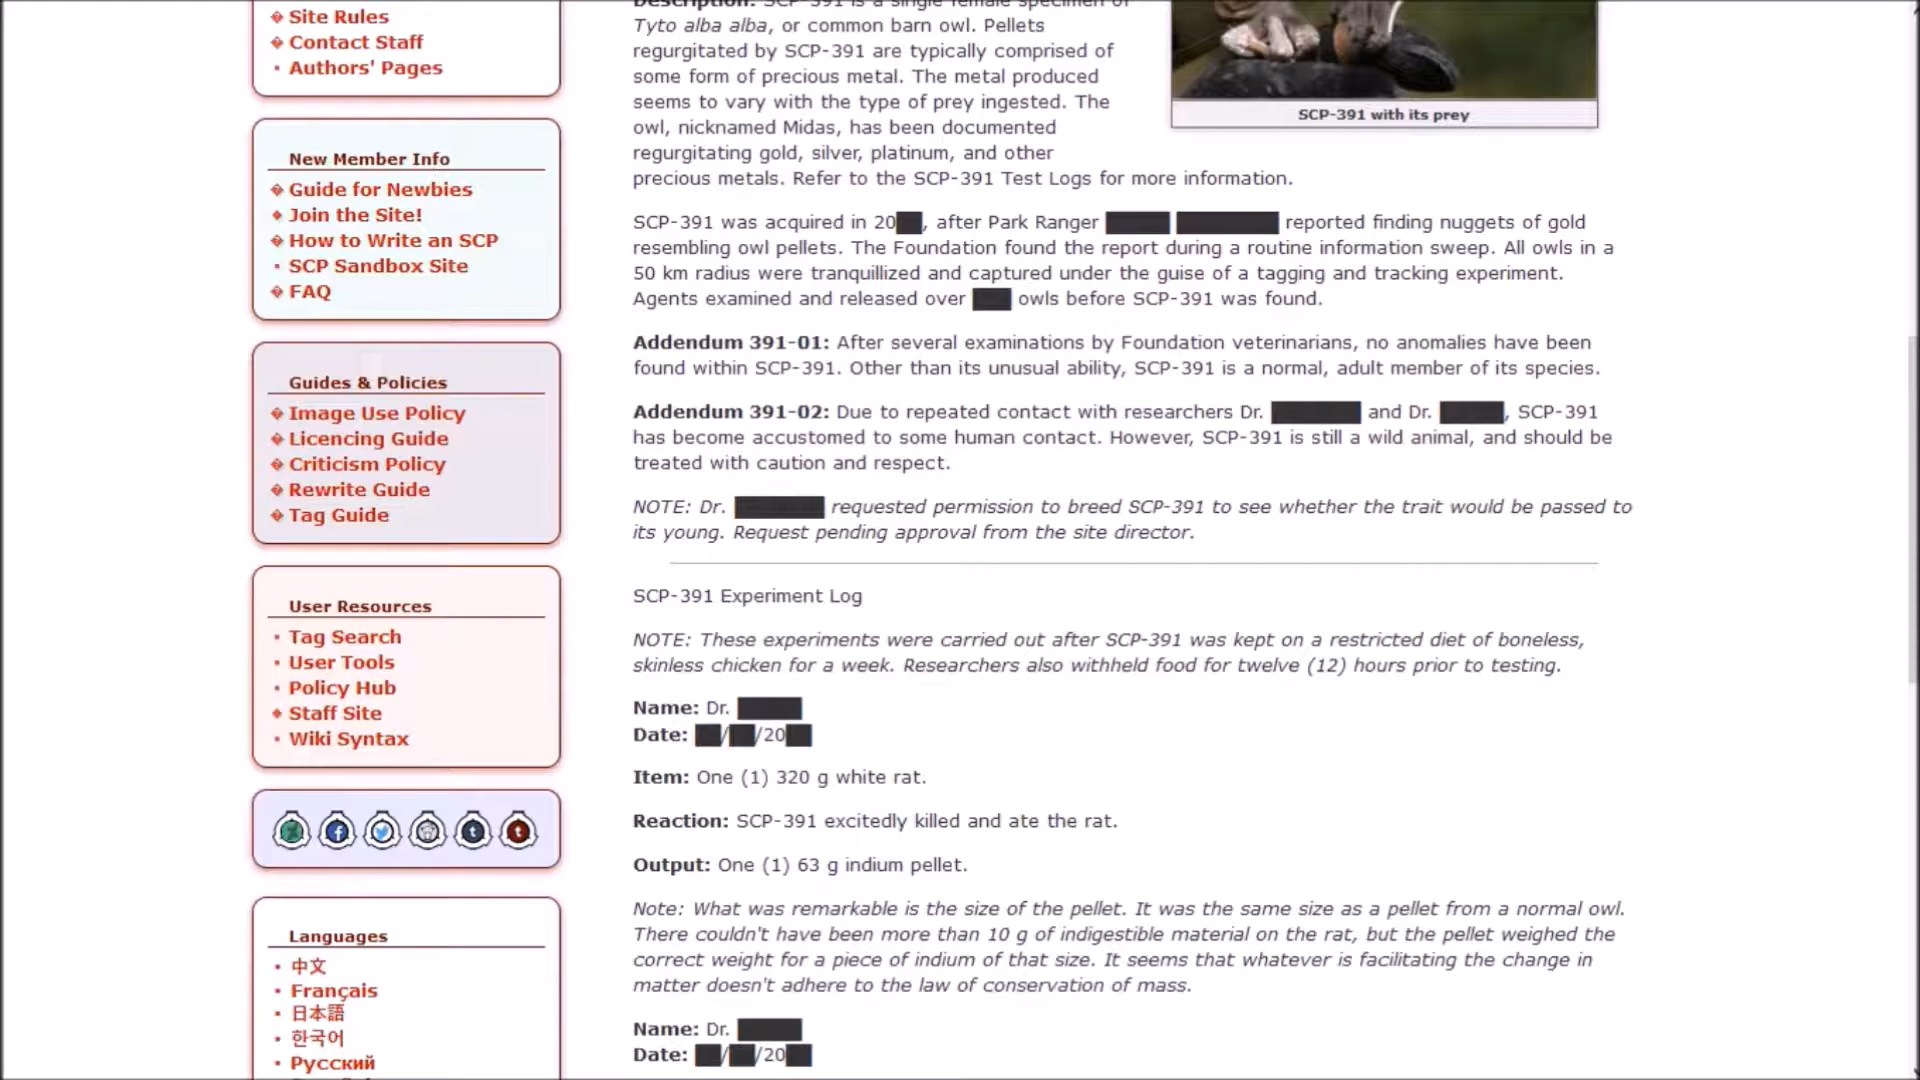 Site Rules
Contact Staff
Authors' Pages
New Member Info
Guide for Newbies
Join the Site!
How to Write an SCP
SCP Sandbox Site
FAQ
Guides & Policies
Image Use Policy
Licencing Guide
Criticism Policy
Rewrite Guide
Tag Guide
User Resources
Tag Search
User Tools
Policy Hub
Staff Site
Wiki Syntax
Languages
中文
Français
日本語
한국어
Русский
Description: SCP-391 is a single female specimen of
Tyto alba alba, or common barn owl. Pellets
regurgitated by SCP-391 are typically comprised of
some form of precious metal. The metal produced
seems to vary with the type of prey ingested. The
owl, nicknamed Midas, has been documented
regurgitating gold, silver, platinum, and other
precious metals. Refer to the SCP-391 Test Logs for more information.
SCP-391 with its prey
SCP-391 was acquired in 20██, after Park Ranger █████ ████████ reported finding nuggets of gold
resembling owl pellets. The Foundation found the report during a routine information sweep. All owls in a
50 km radius were tranquillized and captured under the guise of a tagging and tracking experiment.
Agents examined and released over ███ owls before SCP-391 was found.
Addendum 391-01: After several examinations by Foundation veterinarians, no anomalies have been
found within SCP-391. Other than its unusual ability, SCP-391 is a normal, adult member of its species.
Addendum 391-02: Due to repeated contact with researchers Dr. ███████ and Dr. █████, SCP-391
has become accustomed to some human contact. However, SCP-391 is still a wild animal, and should be
treated with caution and respect.
NOTE: Dr. ███████ requested permission to breed SCP-391 to see whether the trait would be passed to
its young. Request pending approval from the site director.
SCP-391 Experiment Log
NOTE: These experiments were carried out after SCP-391 was kept on a restricted diet of boneless,
skinless chicken for a week. Researchers also withheld food for twelve (12) hours prior to testing.
Name: Dr. █████
Date: ██/██/20██
Item: One (1) 320 g white rat.
Reaction: SCP-391 excitedly killed and ate the rat.
Output: One (1) 63 g indium pellet.
Note: What was remarkable is the size of the pellet. It was the same size as a pellet from a normal owl.
There couldn't have been more than 10 g of indigestible material on the rat, but the pellet weighed the
correct weight for a piece of indium of that size. It seems that whatever is facilitating the change in
matter doesn't adhere to the law of conservation of mass.
Name: Dr. █████
Date: ██/██/20██